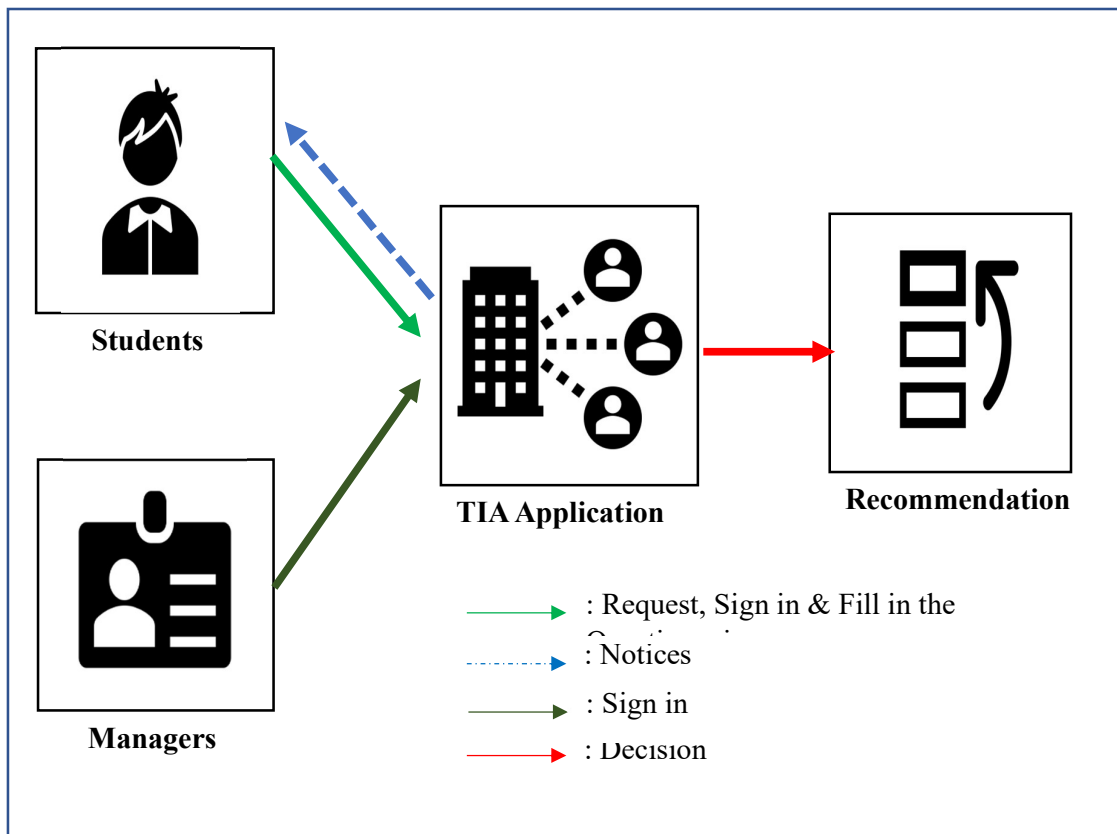 Students
TIA Application
Recommendation
Managers
: Request, Sign in & Fill in the
: Notices
: Sign in
: Decision